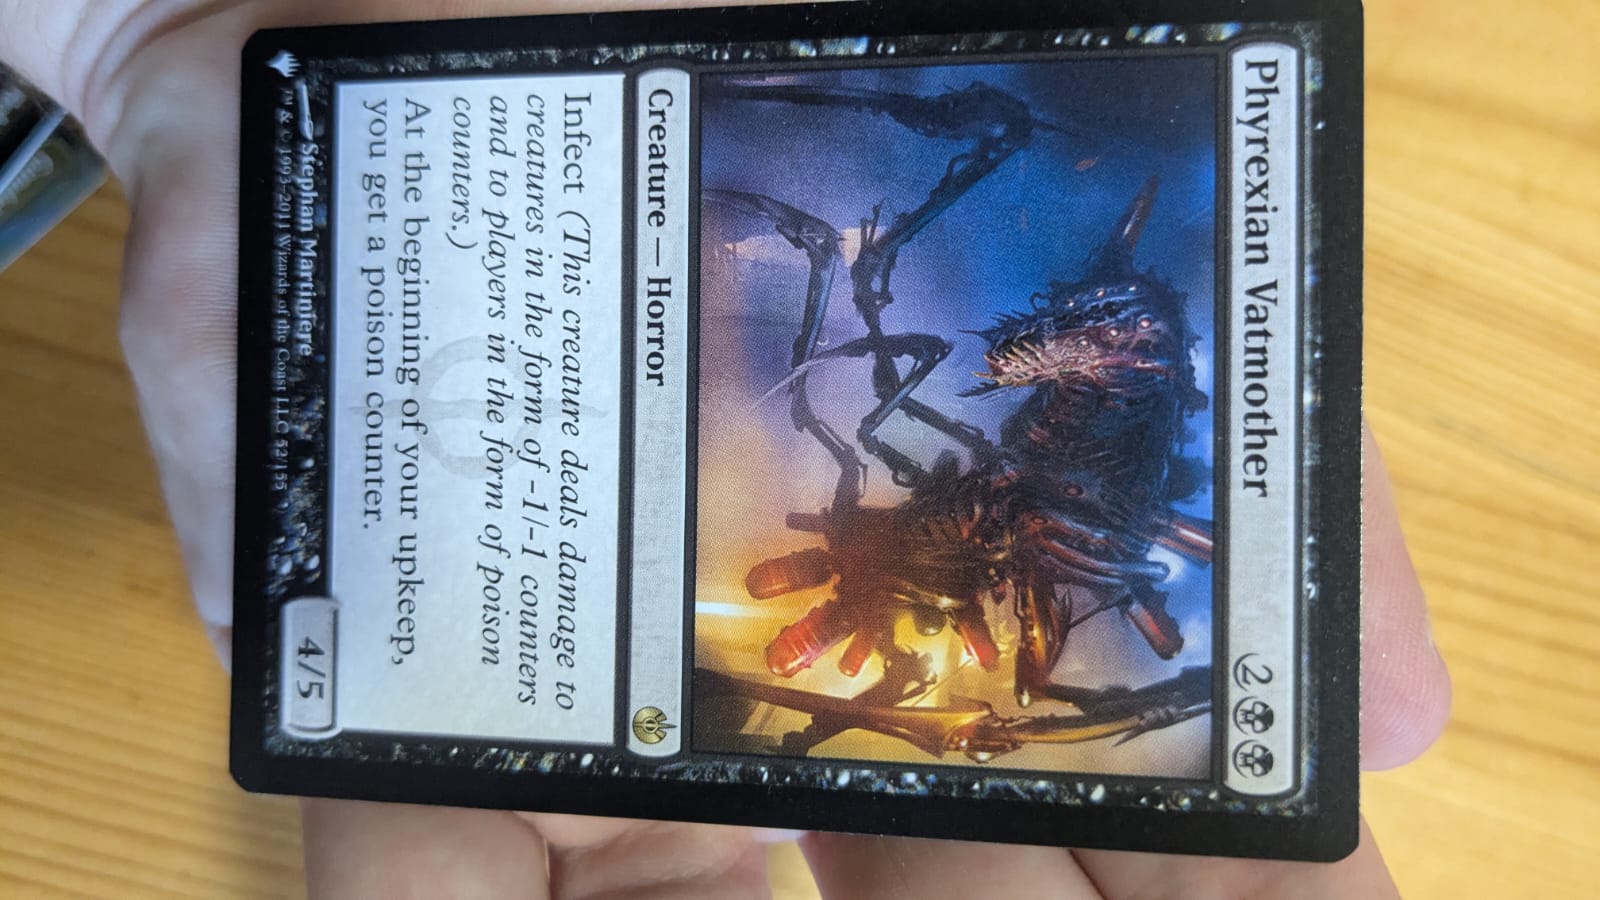 Phyrexian Vatmother 2
Creature — Horror
Infect (This creature deals damage to
creatures in the form of -1/-1 counters
and to players in the form of poison
counters.)
At the beginning of your upkeep,
you get a poison counter.
4/5
Stephan Martiniere
™ & © 1993-2011 Wizards of the Coast LLC 52/155